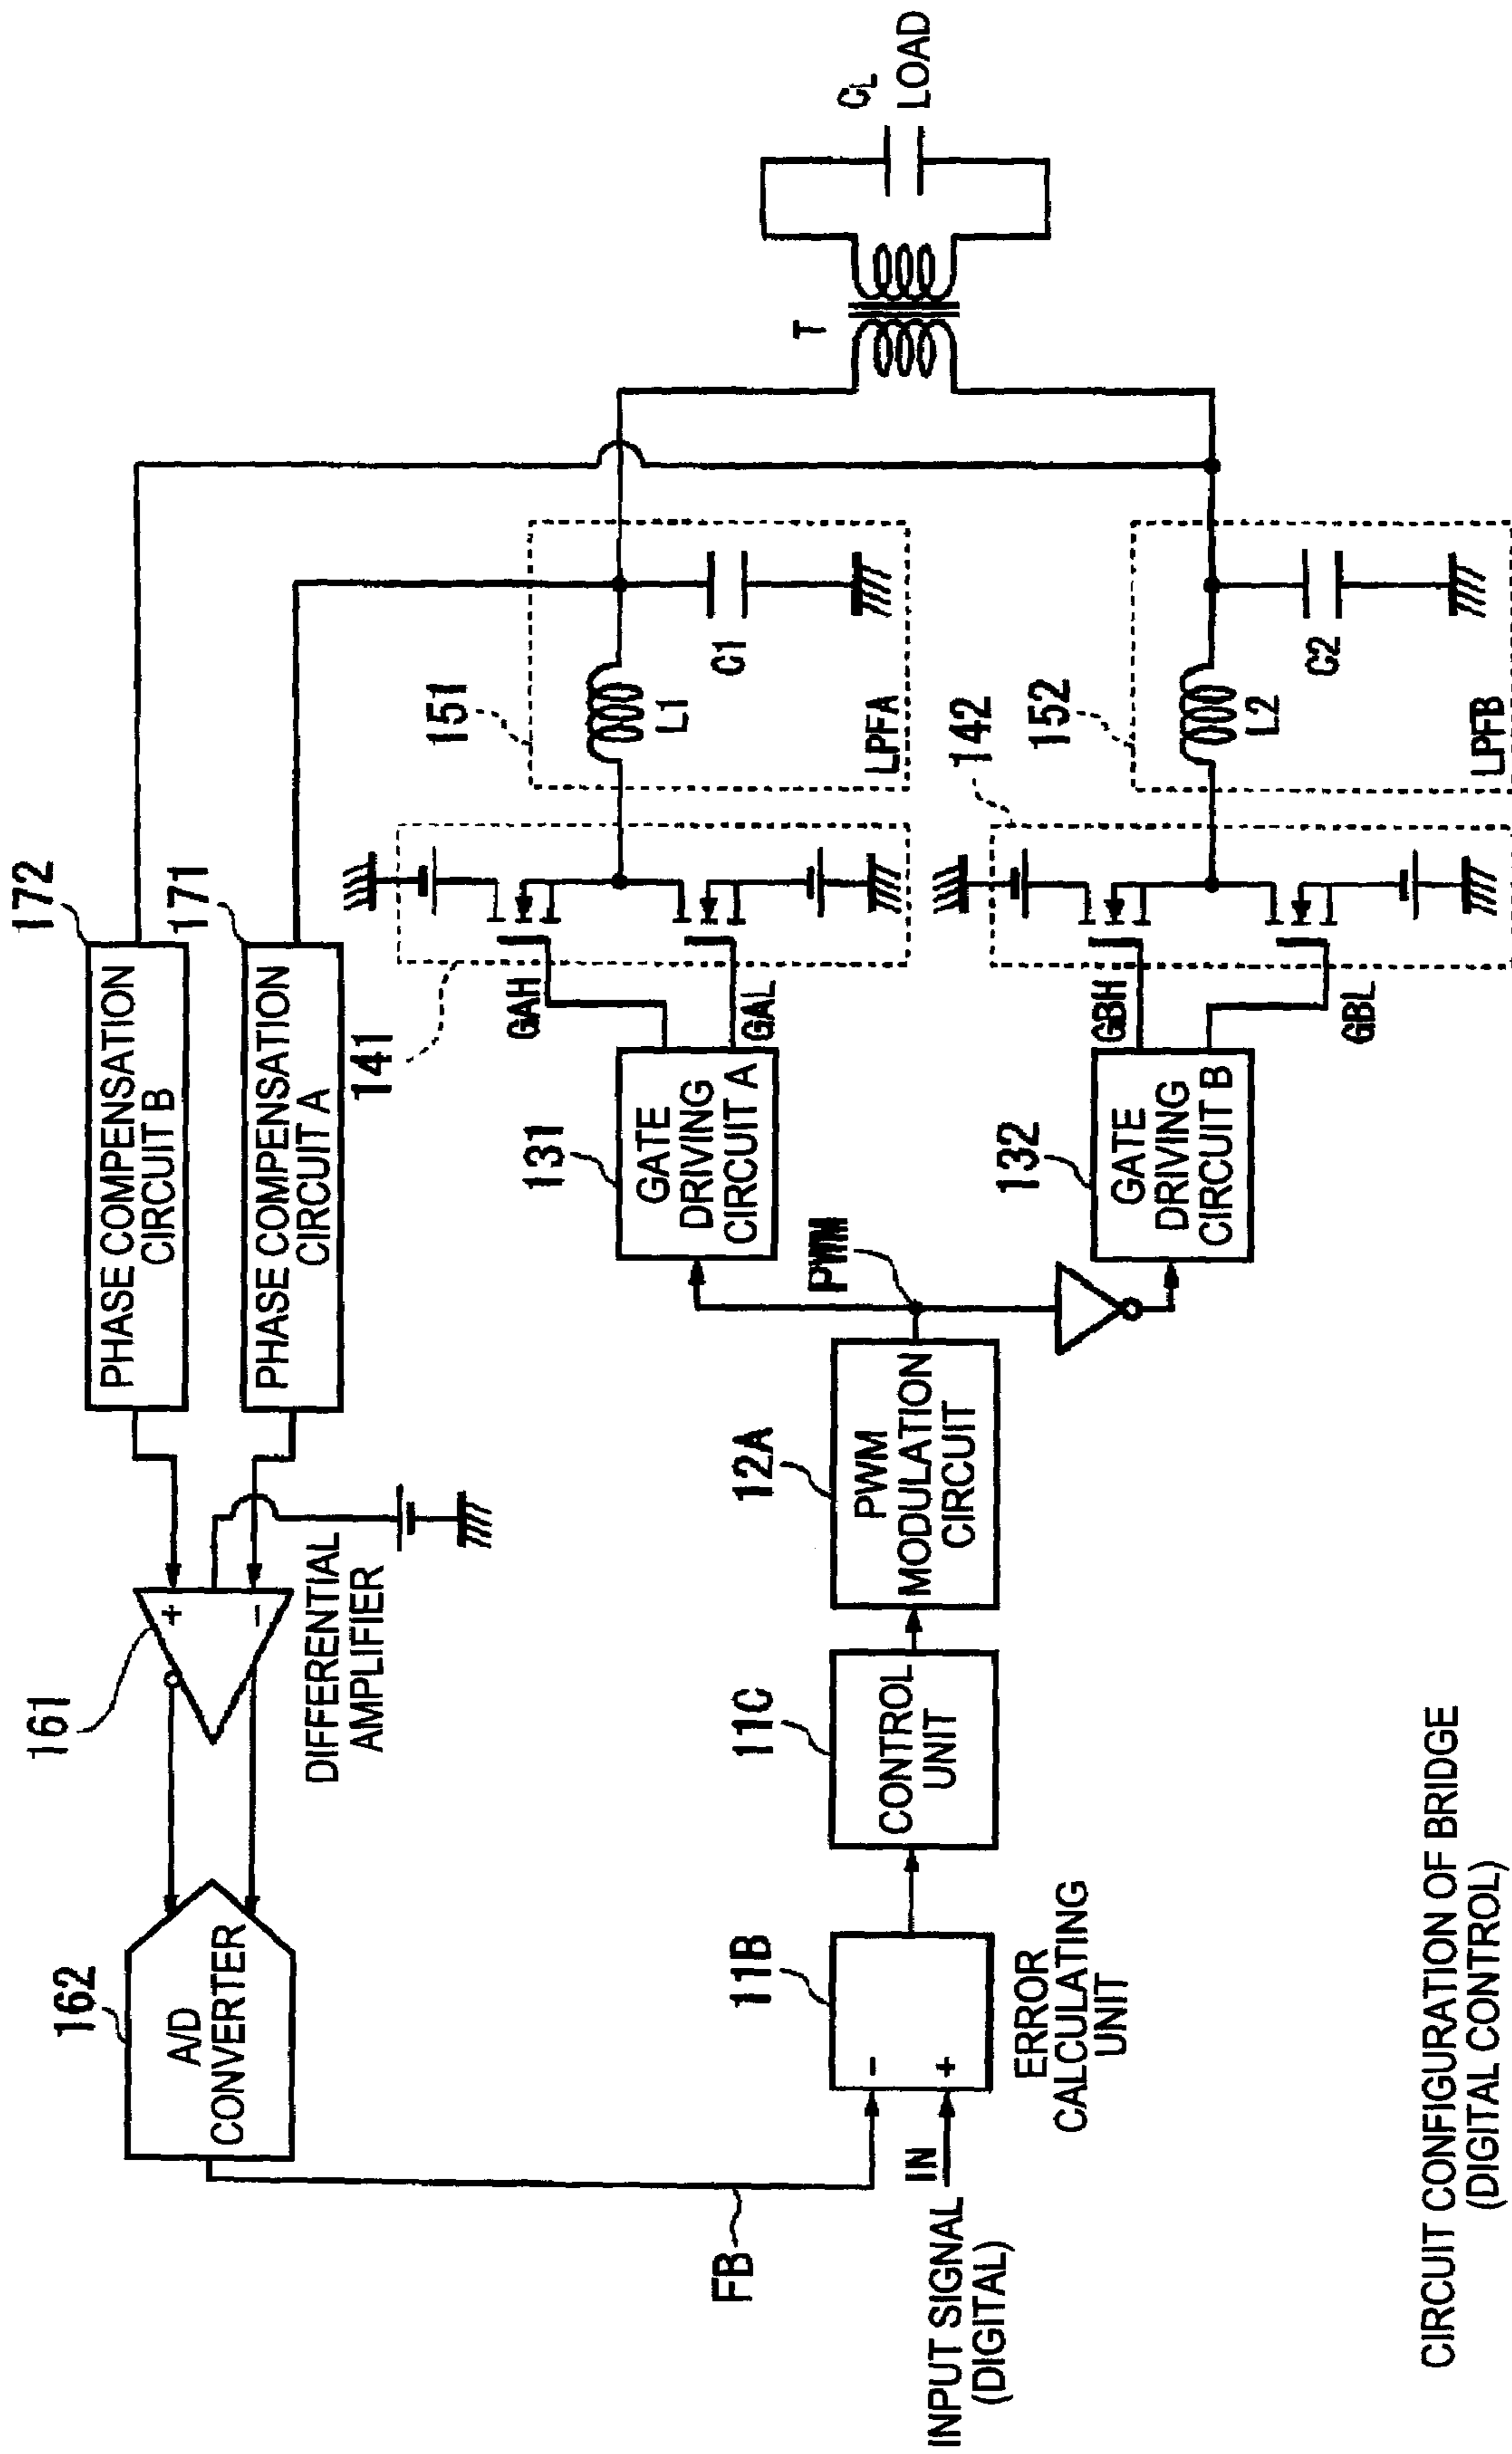 172
PHASE COMPENSATION
CIRCUIT B
171
PHASE COMPENSATION
CIRCUIT A
161
+
−
DIFFERENTIAL
AMPLIFIER
162
A/D
CONVERTER
FB
INPUT SIGNAL
(DIGITAL)
IN
11B
−
+
ERROR
CALCULATING
UNIT
11C
CONTROL
UNIT
12A
PWM
MODULATION
CIRCUIT
PWM
131
GATE
DRIVING
CIRCUIT A
GAH
GAL
141
151
L1
C1
LPFA
132
GATE
DRIVING
CIRCUIT B
GBH
GBL
142
152
L2
C2
LPFB
T
CL
LOAD
CIRCUIT CONFIGURATION OF BRIDGE
(DIGITAL CONTROL)